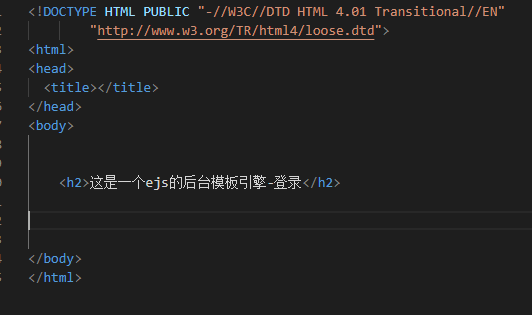 <!DOCTYPE HTML PUBLIC "-//W3C//DTD HTML 4.01 Transitional//EN"
"http://www.w3.org/TR/html4/loose.dtd">
<html>
<head>
<title></title>
</head>
<body>
<h2>这是一个ejs的后台模板引擎-登录</h2>
</body>
</html>